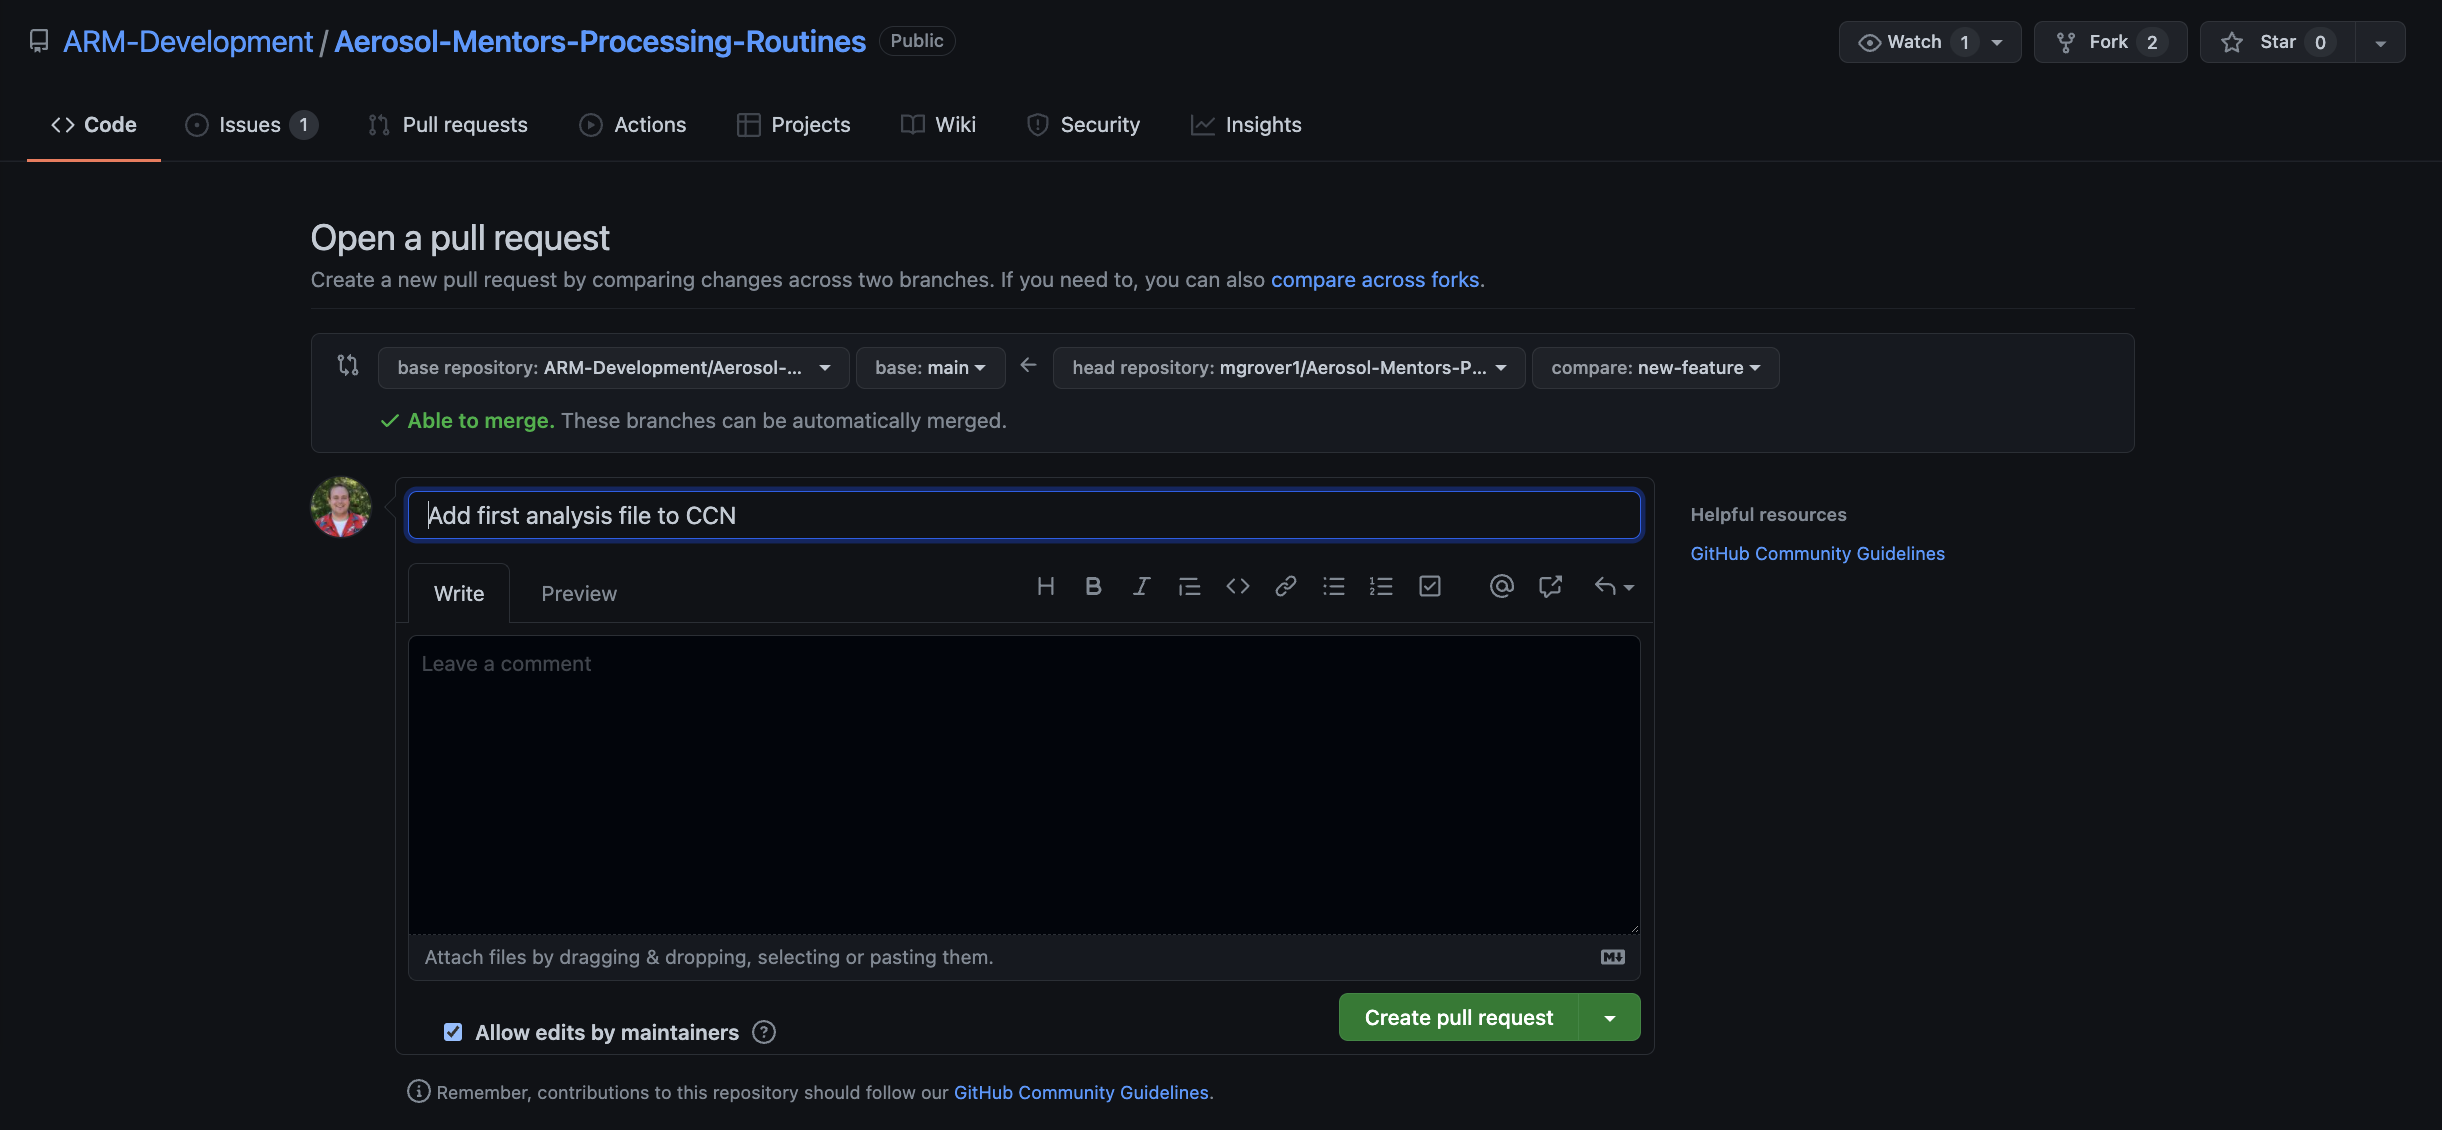 ARM-Development / Aerosol-Mentors-Processing-Routines Public Watch 1 Fork 2 Star 0
Code Issues 1 Pull requests Actions Projects Wiki Security Insights
Open a pull request
Create a new pull request by comparing changes across two branches. If you need to, you can also compare across forks.
base repository: ARM-Development/Aerosol-... base: main ← head repository: mgrover1/Aerosol-Mentors-P... compare: new-feature
Able to merge. These branches can be automatically merged.
Add first analysis file to CCN
Helpful resources
GitHub Community Guidelines
Write Preview
Leave a comment
Attach files by dragging & dropping, selecting or pasting them.
Create pull request
Allow edits by maintainers
Remember, contributions to this repository should follow our GitHub Community Guidelines.